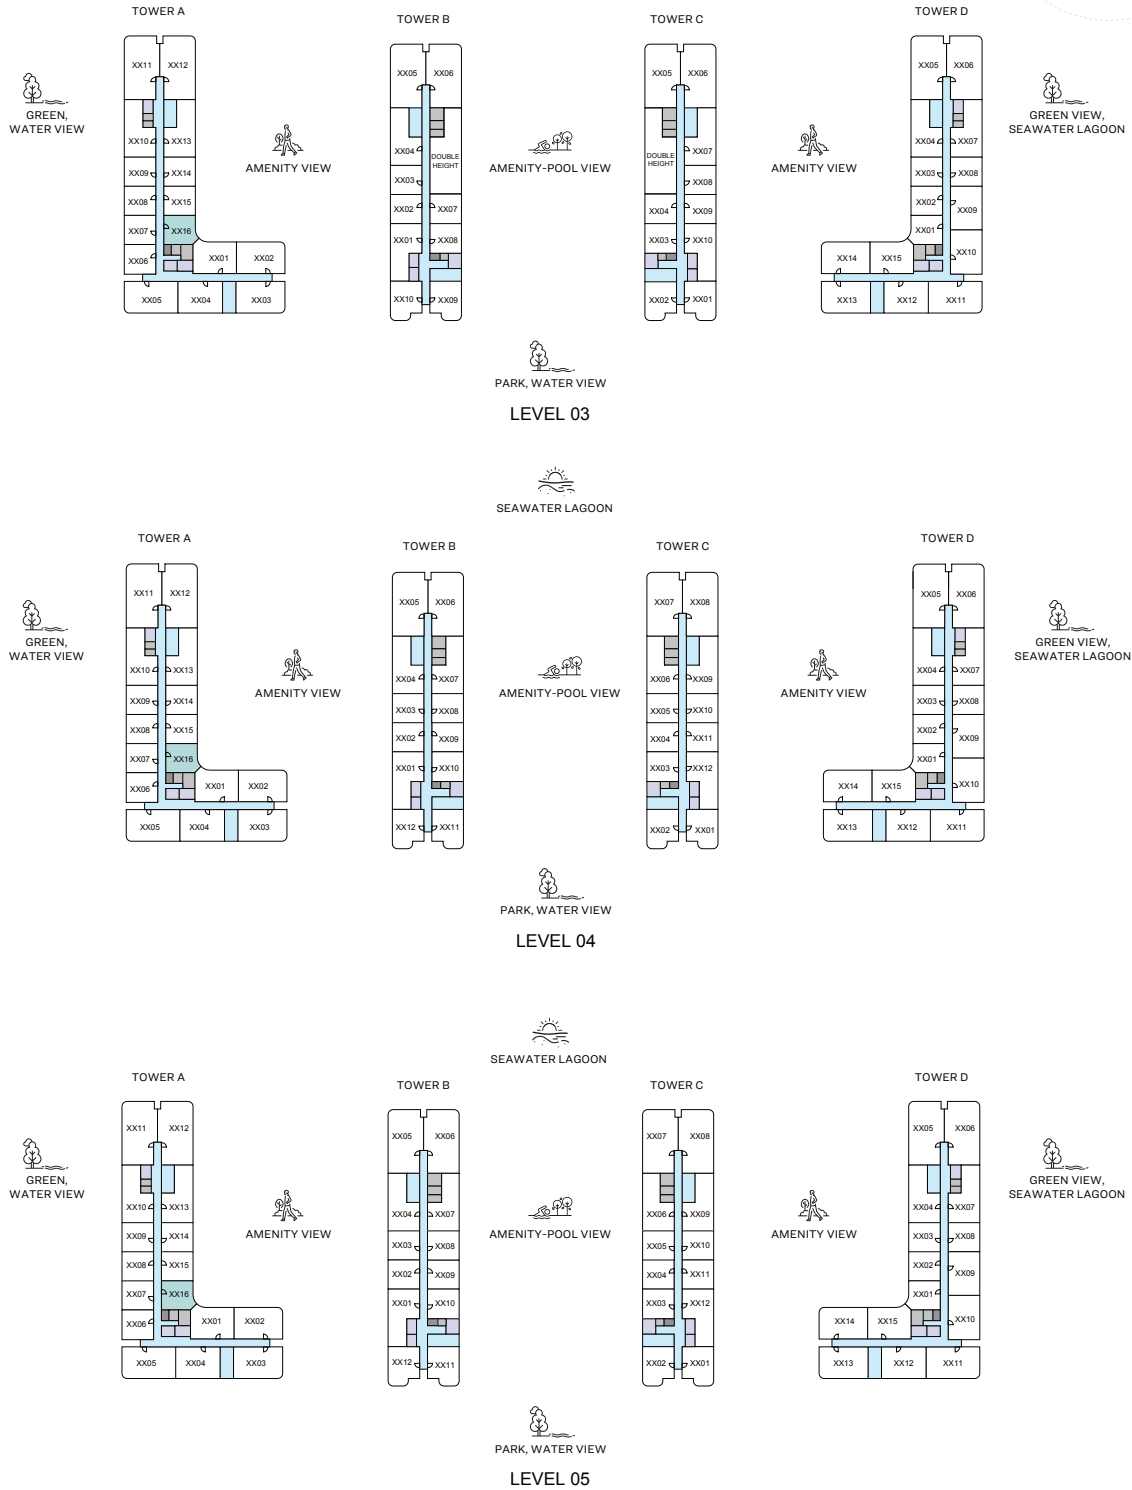 TOWER A
TOWER B
TOWER C
TOWER D
XX11 XX12
XX05 XX06
XX05 XX06
XX05 XX06
GREEN,
WATER VIEW
GREEN VIEW,
SEAWATER LAGOON
XX10 XX13
AMENITY VIEW
XX04
DOUBLE
HEIGHT
AMENITY-POOL VIEW
DOUBLE
HEIGHT
XX07
AMENITY VIEW
XX04 XX07
XX09 XX14
XX03
XX08
XX03 XX08
XX08 XX15
XX02 XX07
XX04 XX09
XX02 XX09
XX07 XX16
XX01 XX08
XX03 XX10
XX01
XX10
XX06 XX01 XX02
XX14 XX15
XX05 XX04 XX03
XX10 XX09
XX02 XX01
XX13 XX12 XX11
PARK, WATER VIEW
LEVEL 03
SEAWATER LAGOON
TOWER A
TOWER B
TOWER C
TOWER D
XX11 XX12
XX05 XX06
XX07 XX08
XX05 XX06
GREEN,
WATER VIEW
GREEN VIEW,
SEAWATER LAGOON
XX10 XX13
AMENITY VIEW
XX04 XX07
AMENITY-POOL VIEW
XX06 XX09
AMENITY VIEW
XX04 XX07
XX09 XX14
XX03 XX08
XX05 XX10
XX03 XX08
XX08 XX15
XX02 XX09
XX04 XX11
XX02 XX09
XX07 XX16
XX01 XX10
XX03 XX12
XX01
XX10
XX06 XX01 XX02
XX14 XX15
XX05 XX04 XX03
XX12 XX11
XX02 XX01
XX13 XX12 XX11
PARK, WATER VIEW
LEVEL 04
SEAWATER LAGOON
TOWER A
TOWER B
TOWER C
TOWER D
XX11 XX12
XX05 XX06
XX07 XX08
XX05 XX06
GREEN,
WATER VIEW
GREEN VIEW,
SEAWATER LAGOON
XX10 XX13
AMENITY VIEW
XX04 XX07
AMENITY-POOL VIEW
XX06 XX09
AMENITY VIEW
XX04 XX07
XX09 XX14
XX03 XX08
XX05 XX10
XX03 XX08
XX08 XX15
XX02 XX09
XX04 XX11
XX02 XX09
XX07 XX16
XX01 XX10
XX03 XX12
XX01
XX10
XX06 XX01 XX02
XX14 XX15
XX05 XX04 XX03
XX12 XX11
XX02 XX01
XX13 XX12 XX11
PARK, WATER VIEW
LEVEL 05